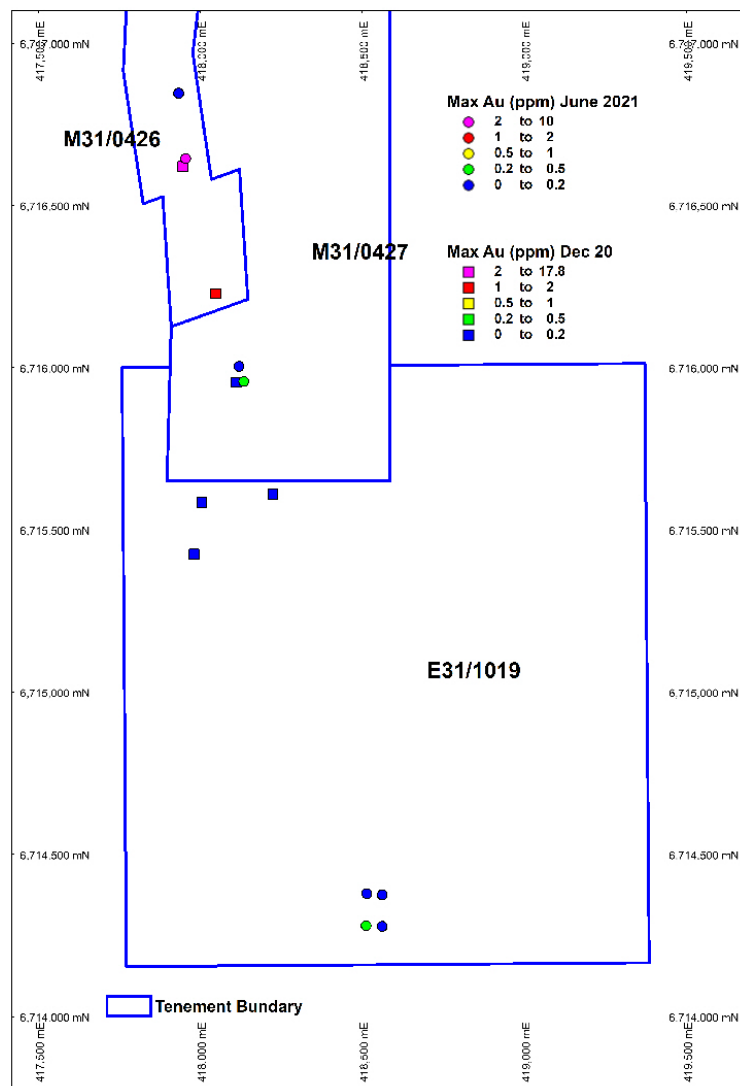 417,500 mE
418,000 mE
418,500 mE
419,000 mE
419,500 mE
6,717,000 mN
Max Au (ppm) June 2021
2 to 10
1 to 2
0.5 to 1
0.2 to 0.5
0 to 0.2
M31/0426
6,716,500 mN
6,716,500 mN
M31/0427
Max Au (ppm) Dec 20
2 to 17.8
1 to 2
0.5 to 1
0.2 to 0.5
0 to 0.2
6,716,000 mN
6,716,000 mN
6,715,500 mN
6,715,500 mN
E31/1019
6,715,000 mN
6,715,000 mN
6,714,500 mN
6,714,500 mN
Tenement Bundary
6,714,000 mN
6,714,000 mN
417,500 mE
418,000 mE
418,500 mE
419,000 mE
419,500 mE